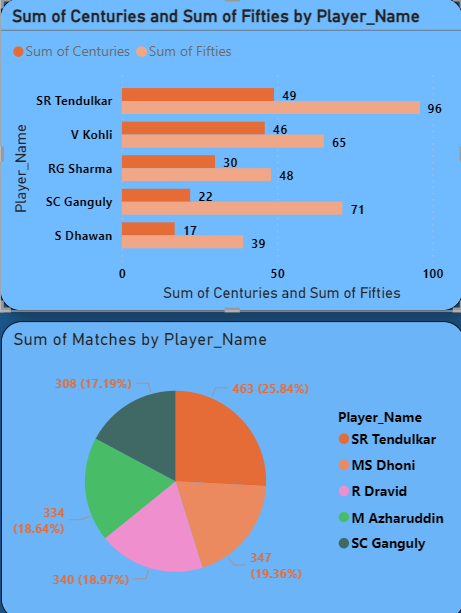 Sum of Centuries and Sum of Fifties by Player_Name
Sum of Centuries Sum of Fifties
Player_Name
SR Tendulkar 49
96
V Kohli 46
65
RG Sharma 30
48
SC Ganguly 22
71
S Dhawan 17
39
0 50 100
Sum of Centuries and Sum of Fifties
Sum of Matches by Player_Name
308 (17.19%)
463 (25.84%)
334
(18.64%)
340 (18.97%)
347
(19.36%)
Player_Name
SR Tendulkar
MS Dhoni
R Dravid
M Azharuddin
SC Ganguly